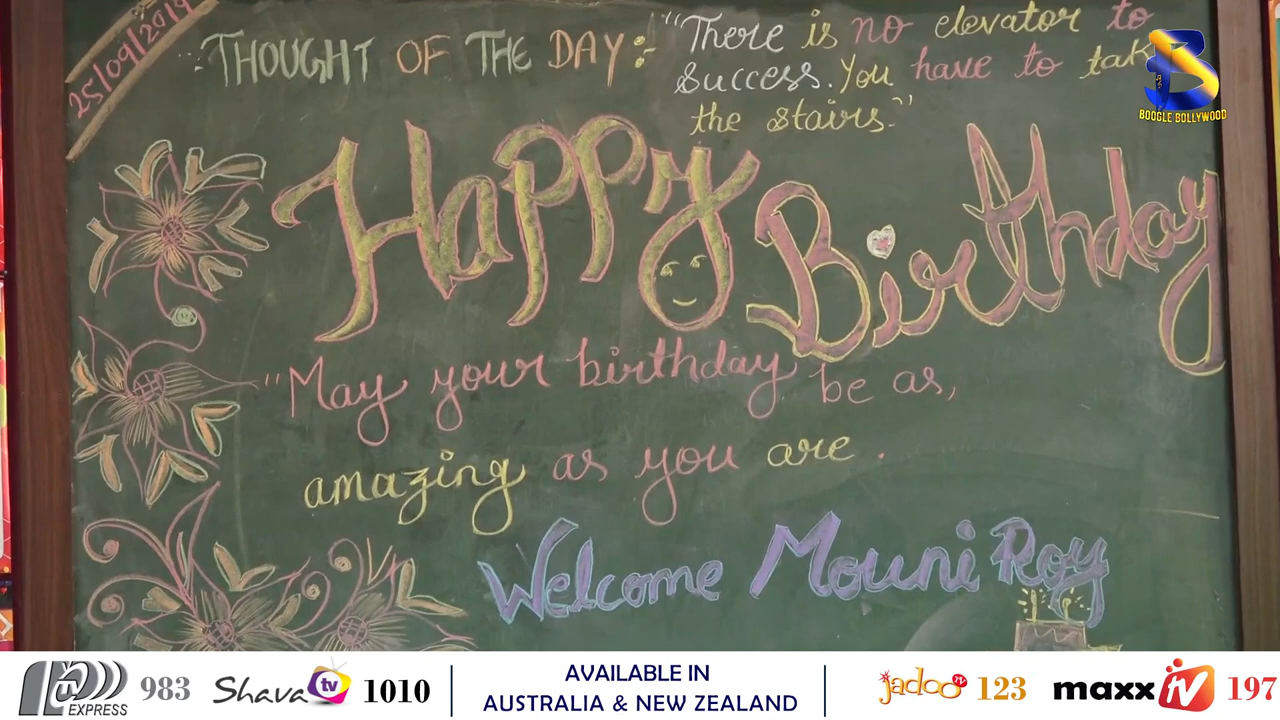 25/09/2019
THOUGHT OF THE DAY:- "There is no elevator to
success. You have to take
the stairs."
Happy Birthday
"May your birthday be as,
amazing as you are.
Welcome Mouni Roy
BOOGLE BOLLYWOOD
EXPRESS 983
Shava tv 1010
AVAILABLE IN
AUSTRALIA & NEW ZEALAND
Jadoo TV 123
maxx TV 197